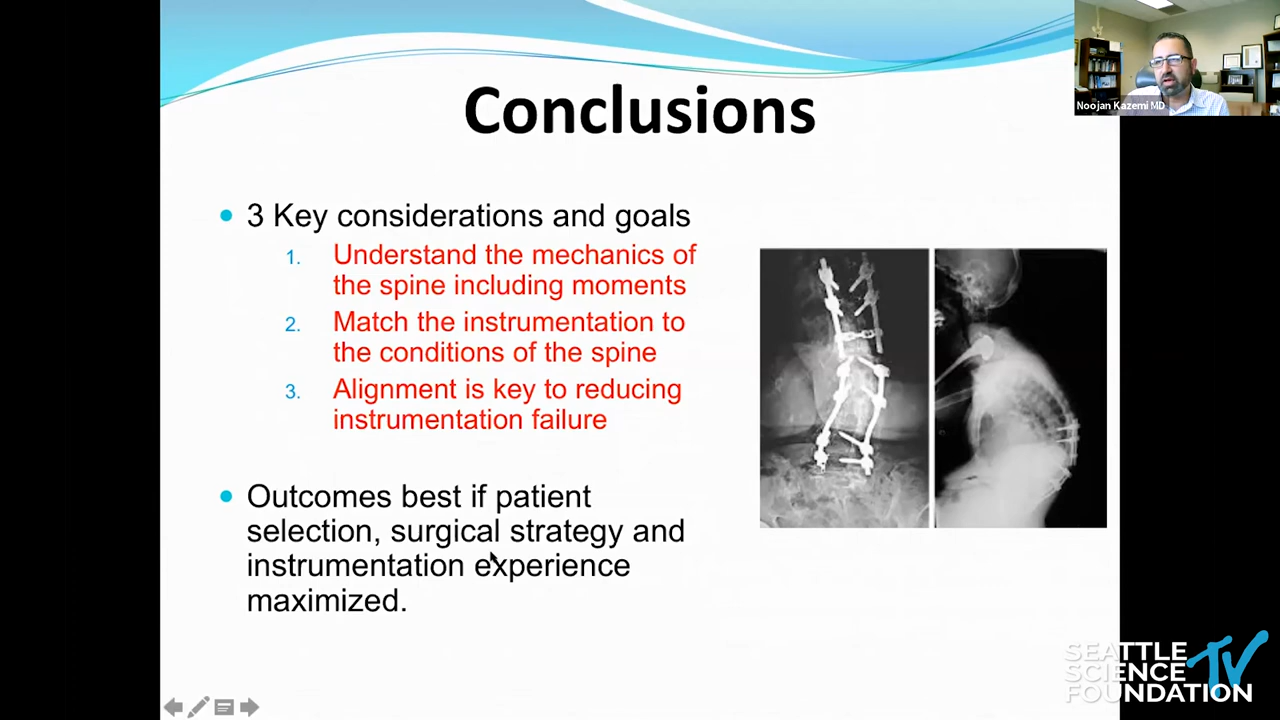 Noojan Kazemi MD
Conclusions
3 Key considerations and goals
1. Understand the mechanics of
the spine including moments
2. Match the instrumentation to
the conditions of the spine
3. Alignment is key to reducing
instrumentation failure
Outcomes best if patient
selection, surgical strategy and
instrumentation experience
maximized.
SEATTLE
SCIENCE TV
FOUNDATION